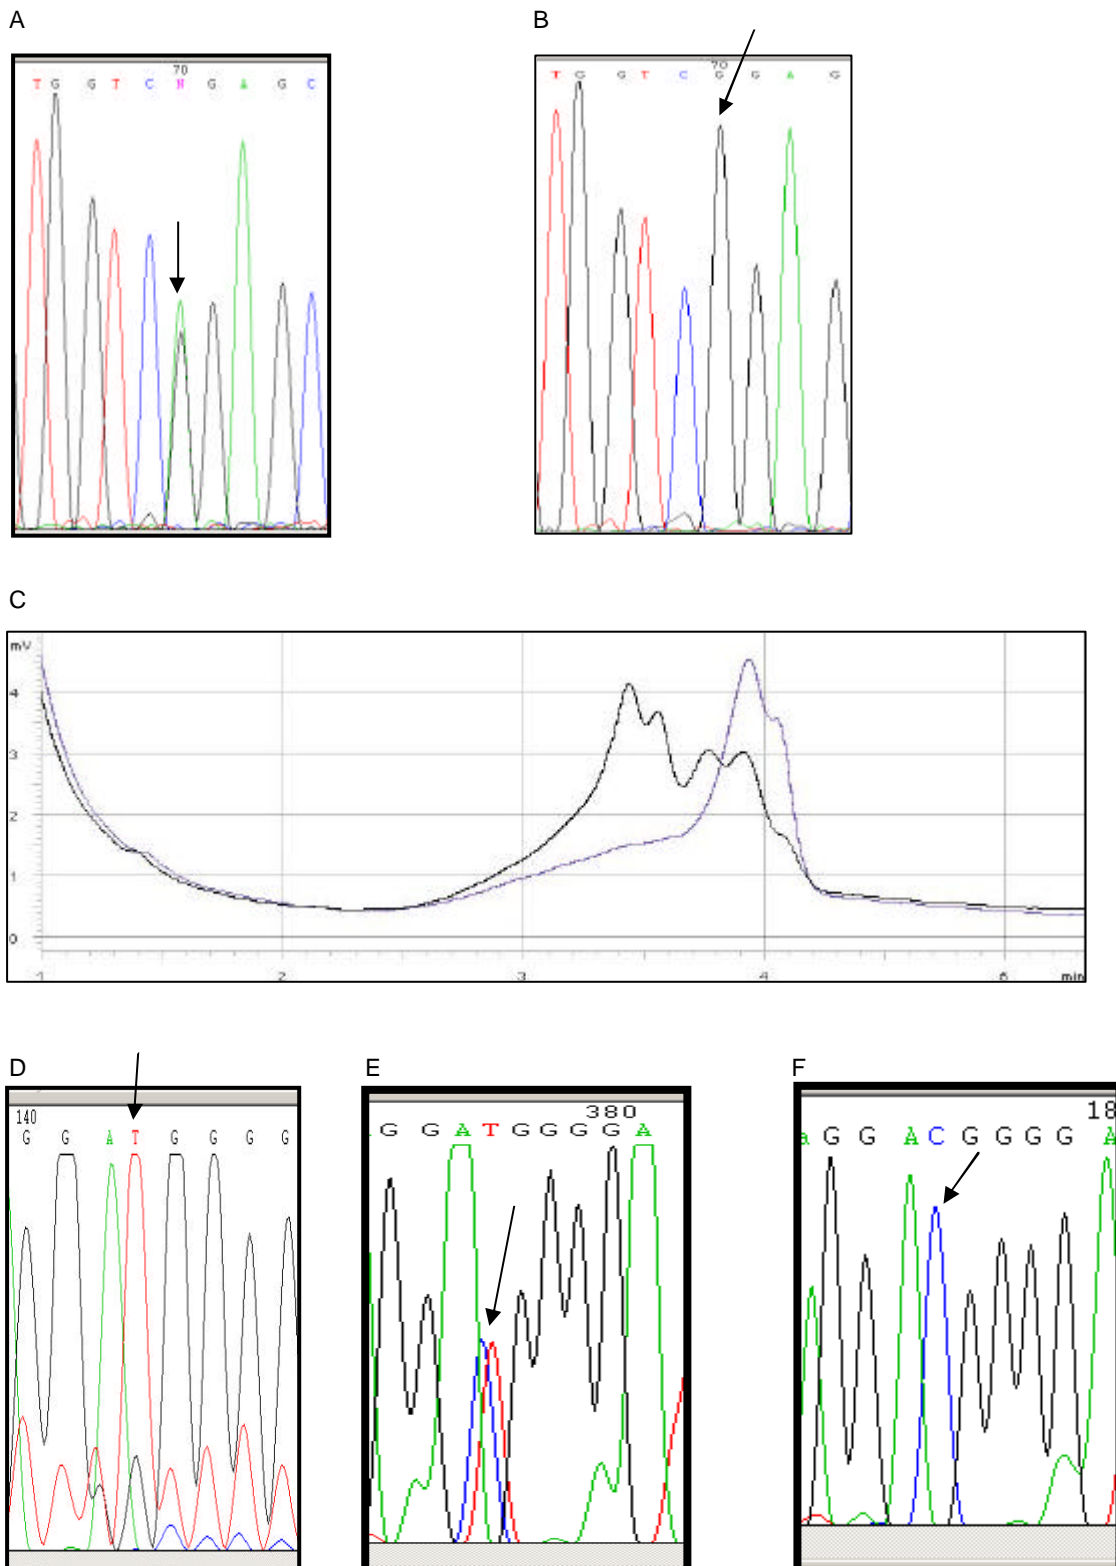 A
B
70
T G G T C N G A G C
70
T G G T C G G A G
C
mV
4
3
2
1
0
1 2 3 4 5 min
D
E
F
140
G G A T G G G G
380
G G A T G G G G A
18
a G G A C G G G G A